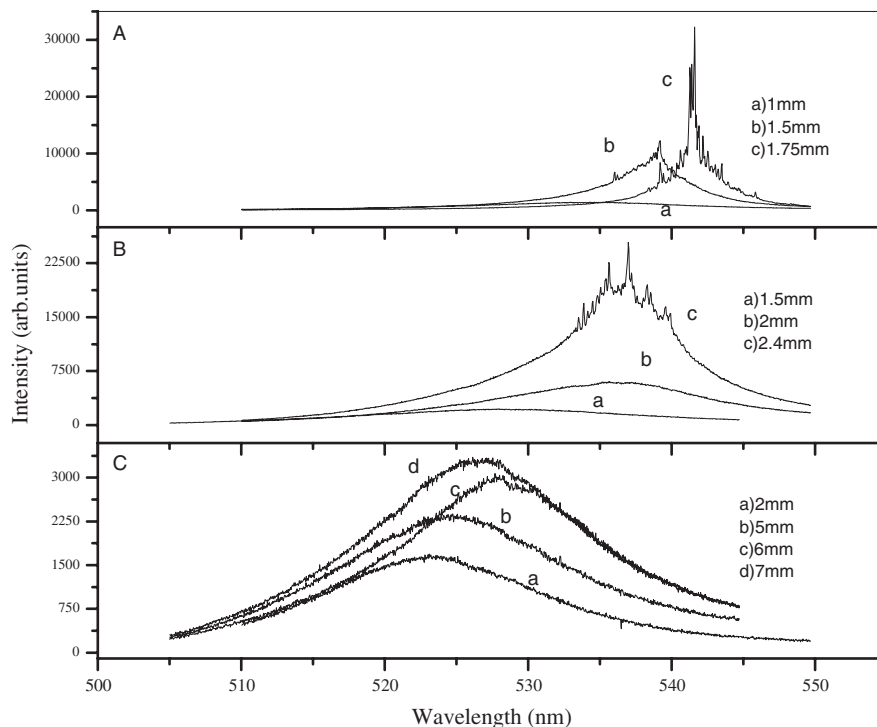 A
30000
20000
10000
0
a
b
c
a)1mm
b)1.5mm
c)1.75mm
B
22500
15000
7500
0
a
b
c
a)1.5mm
b)2mm
c)2.4mm
C
3000
2250
1500
750
0
d
c
b
a
a)2mm
b)5mm
c)6mm
d)7mm
500 510 520 530 540 550
Wavelength (nm)
Intensity (arb.units)